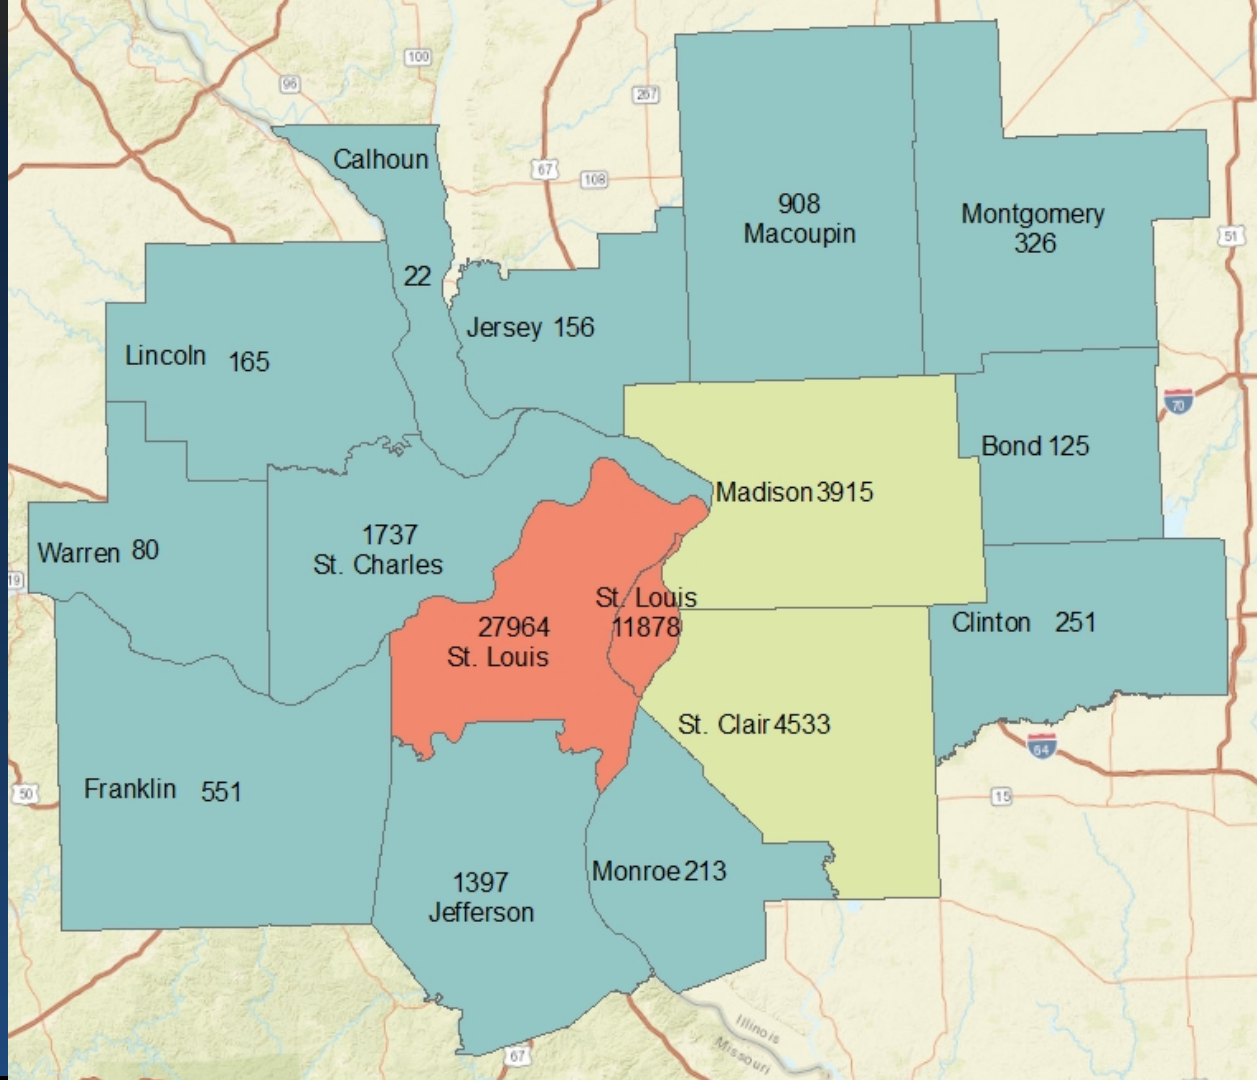 100
96
267
Calhoun
67
108
908
Macoupin
Montgomery
326
51
22
Jersey 156
Lincoln 165
70
Bond 125
Madison 3915
1737
St. Charles
Warren 80
19
St. Louis
11878
27964
St. Louis
Clinton 251
St. Clair 4533
64
Franklin 551
50
15
Monroe 213
1397
Jefferson
Illinois
Missouri
67